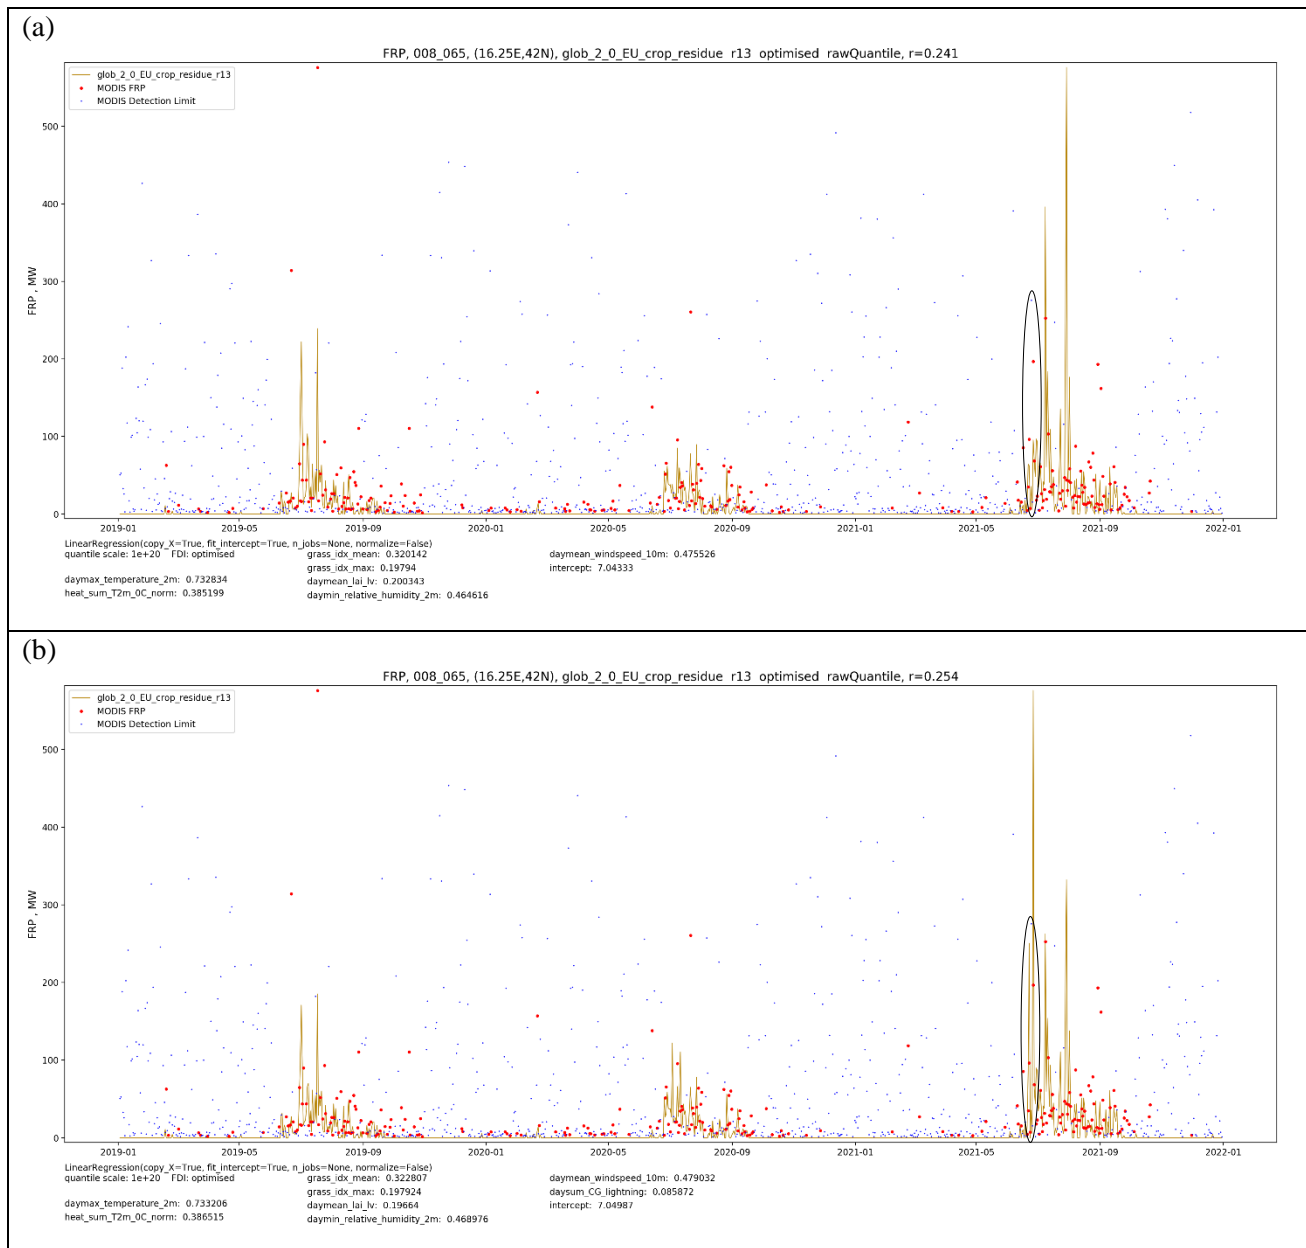 (a)
FRP, 008_065, (16.25E,42N), glob_2_0_EU_crop_residue r13 optimised rawQuantile, r=0.241
glob_2_0_EU_crop_residue_r13
MODIS FRP
MODIS Detection Limit
FRP , MW
500
400
300
200
100
0
2019-01 2019-05 2019-09 2020-01 2020-05 2020-09 2021-01 2021-05 2021-09 2022-01
LinearRegression(copy_X=True, fit_intercept=True, n_jobs=None, normalize=False)
quantile scale: 1e+20 FDI: optimised grass_idx_mean: 0.320142 daymean_windspeed_10m: 0.475526
grass_idx_max: 0.19794 intercept: 7.04333
daymax_temperature_2m: 0.732834 daymean_lai_lv: 0.200343
heat_sum_T2m_0C_norm: 0.385199 daymin_relative_humidity_2m: 0.464616
(b)
FRP, 008_065, (16.25E,42N), glob_2_0_EU_crop_residue r13 optimised rawQuantile, r=0.254
glob_2_0_EU_crop_residue_r13
MODIS FRP
MODIS Detection Limit
FRP , MW
500
400
300
200
100
0
2019-01 2019-05 2019-09 2020-01 2020-05 2020-09 2021-01 2021-05 2021-09 2022-01
LinearRegression(copy_X=True, fit_intercept=True, n_jobs=None, normalize=False)
quantile scale: 1e+20 FDI: optimised grass_idx_mean: 0.322807 daymean_windspeed_10m: 0.479032
grass_idx_max: 0.197924 daysum_CG_lightning: 0.085872
daymax_temperature_2m: 0.733206 daymean_lai_lv: 0.19664 intercept: 7.04987
heat_sum_T2m_0C_norm: 0.386515 daymin_relative_humidity_2m: 0.468976